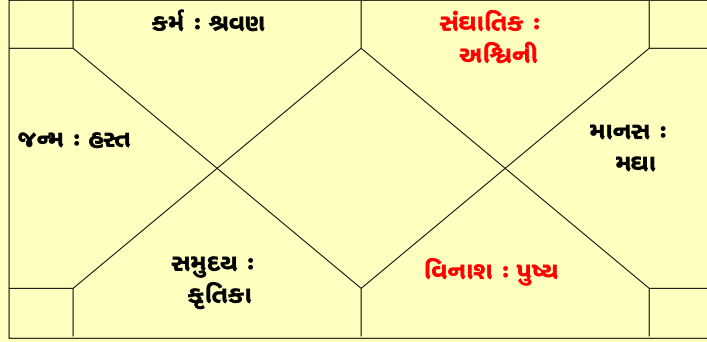 કર્મ : શ્રવણ
સંઘાતિક :
અશ્વિની
જન્મ : હસ્ત
માનસ :
મઘા
સમુદય :
કૃતિકા
વિનાશ : પુષ્ય